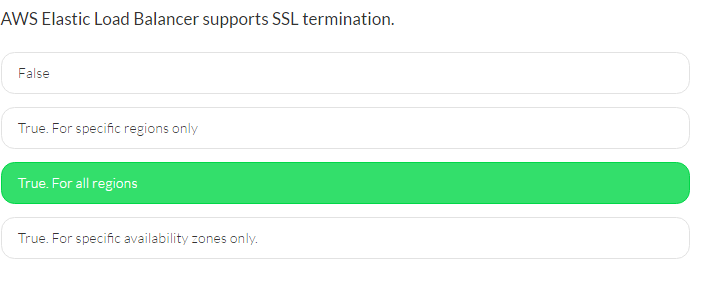 AWS Elastic Load Balancer supports SSL termination.
False
True. For specific regions only
True. For all regions
True. For specific availability zones only.